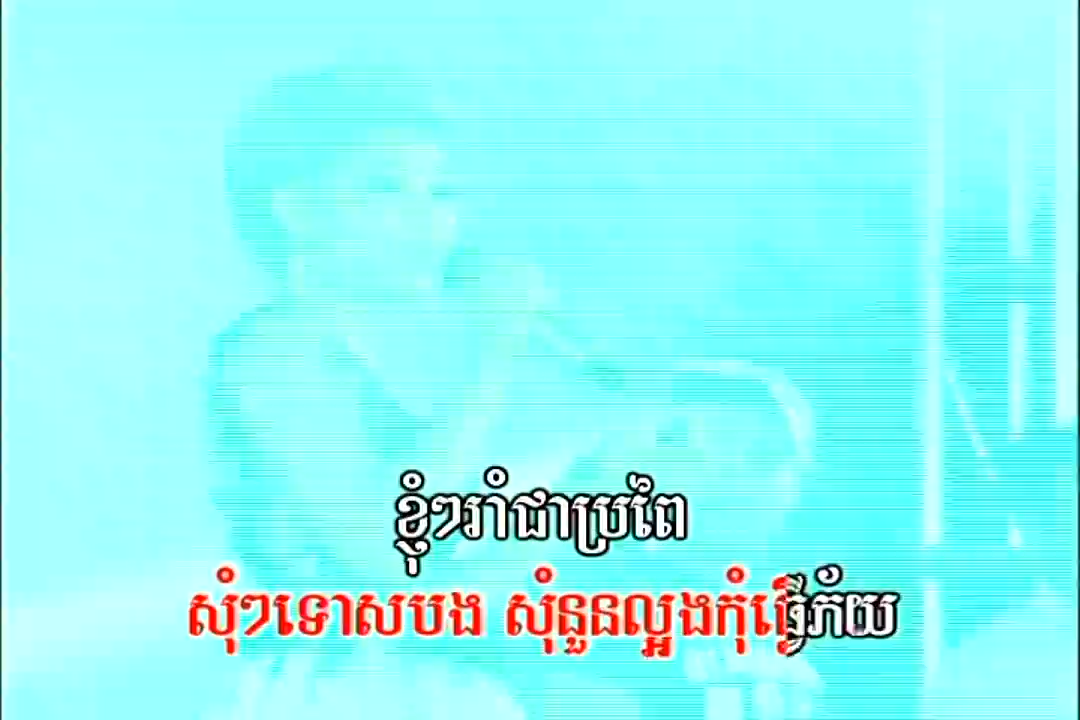 ខ្ញុំៗរាំជាប្រពៃ
សុំៗទោសបង សុំនួនល្អងកុំធ្វើភ័យ